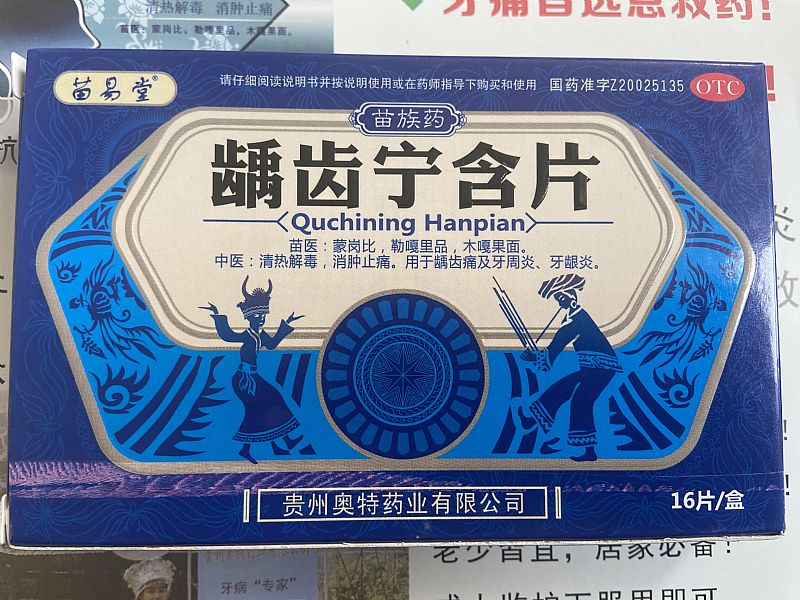 清热解毒 消肿止痛
苗医：蒙岗比，勒嘎里品，木嘎果面。
苗易堂®
请仔细阅读说明书并按说明使用或在药师指导下购买和使用 国药准字Z20025135 OTC
苗族药
龋齿宁含片
Quchining Hanpian
苗医：蒙岗比，勒嘎里品，木嘎果面。
中医：清热解毒，消肿止痛。用于龋齿痛及牙周炎、牙龈炎。
贵州奥特药业有限公司
16片/盒
老少皆宜，居家必备！
牙病“专家”